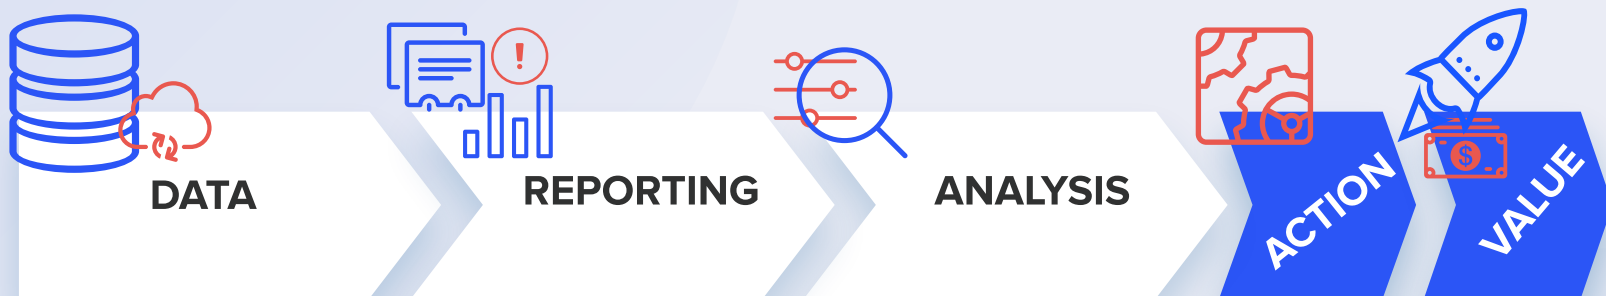 DATA
REPORTING
ANALYSIS
ACTION
VALUE
$
!